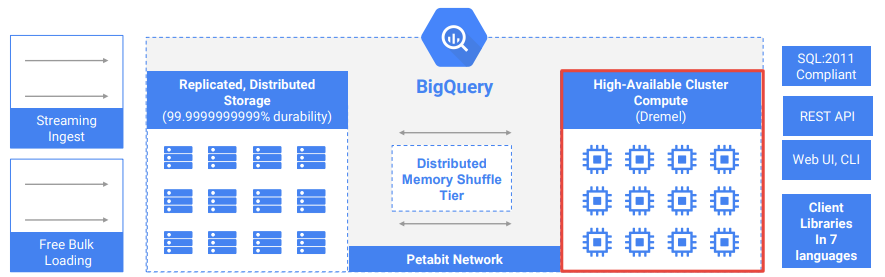 Streaming
Ingest
Free Bulk
Loading
Replicated, Distributed
Storage
(99.9999999999% durability)
BigQuery
Distributed
Memory Shuffle
Tier
Petabit Network
High-Available Cluster
Compute
(Dremel)
SQL:2011
Compliant
REST API
Web UI, CLI
Client
Libraries
In 7
languages